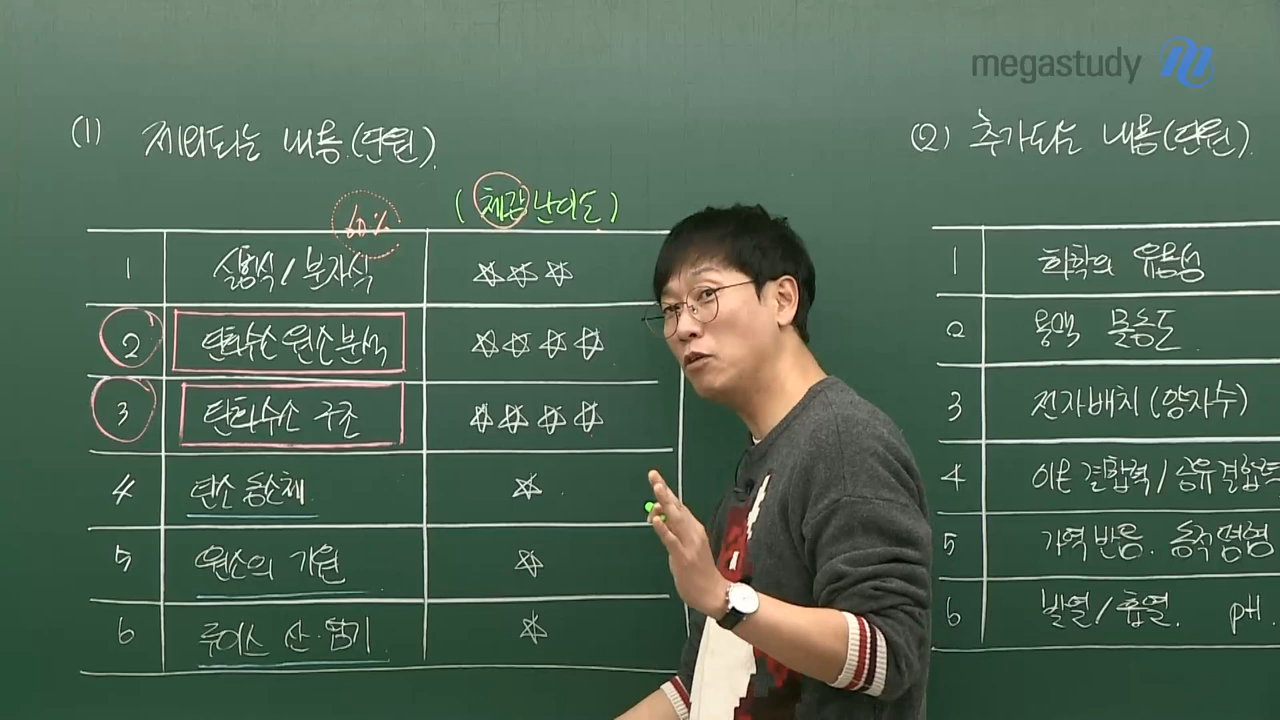 megastudy
(1) 제외되는 내용(단원).
60%
(체감난이도)
1 실험식/분자식 ☆☆☆
2 탄화수소 원소분석 ☆☆☆☆
3 탄화수소 구조 ☆☆☆☆
4 탄소 동소체 ☆
5 원소의 기원 ☆
6 루이스 산·염기 ☆
(2) 추가되는 내용(단원).
1 화학의 유용성
2 용액 몰농도
3 전자배치(양자수)
4 이온 결합력/공유결합력
5 가역반응. 동적평형
6 발열/흡열. pH.